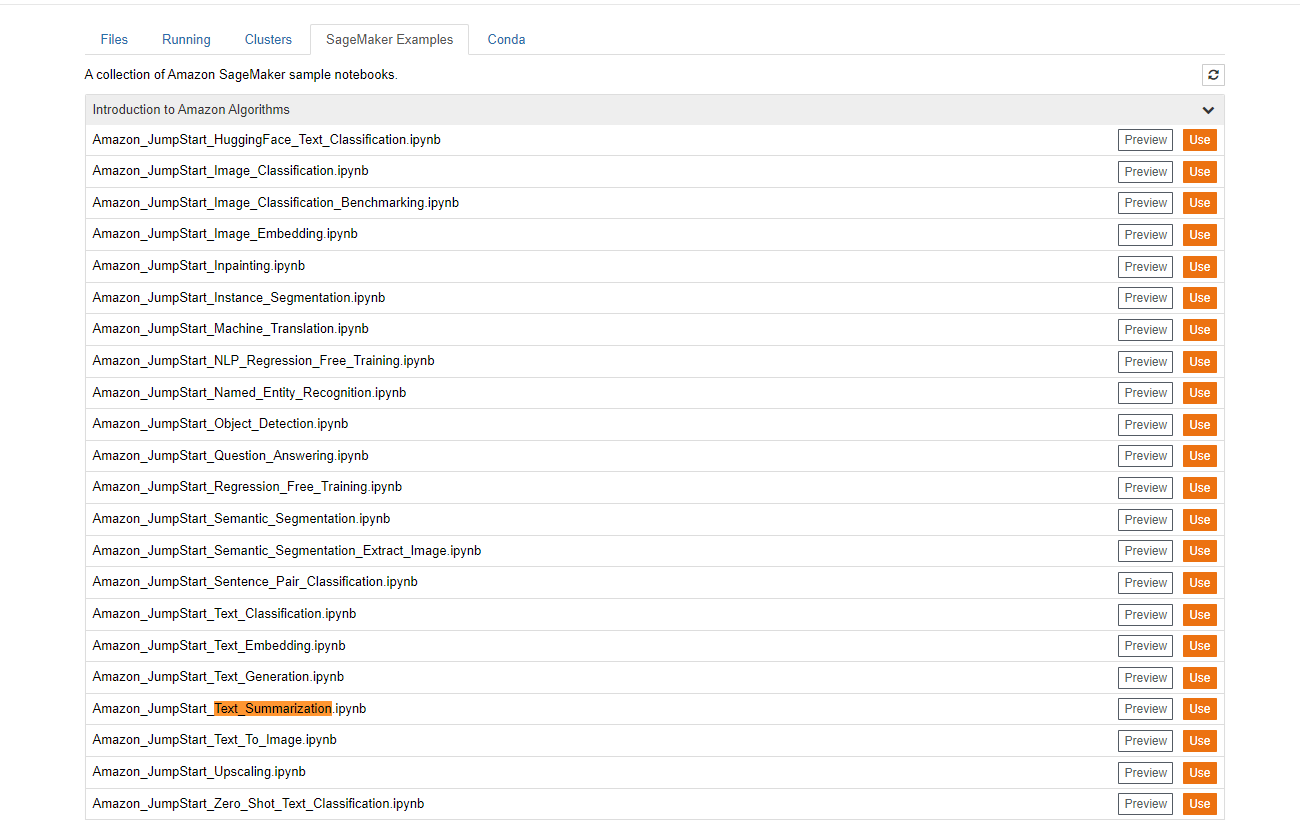 Files Running Clusters SageMaker Examples Conda
A collection of Amazon SageMaker sample notebooks.
Introduction to Amazon Algorithms
Amazon_JumpStart_HuggingFace_Text_Classification.ipynb Preview Use
Amazon_JumpStart_Image_Classification.ipynb Preview Use
Amazon_JumpStart_Image_Classification_Benchmarking.ipynb Preview Use
Amazon_JumpStart_Image_Embedding.ipynb Preview Use
Amazon_JumpStart_Inpainting.ipynb Preview Use
Amazon_JumpStart_Instance_Segmentation.ipynb Preview Use
Amazon_JumpStart_Machine_Translation.ipynb Preview Use
Amazon_JumpStart_NLP_Regression_Free_Training.ipynb Preview Use
Amazon_JumpStart_Named_Entity_Recognition.ipynb Preview Use
Amazon_JumpStart_Object_Detection.ipynb Preview Use
Amazon_JumpStart_Question_Answering.ipynb Preview Use
Amazon_JumpStart_Regression_Free_Training.ipynb Preview Use
Amazon_JumpStart_Semantic_Segmentation.ipynb Preview Use
Amazon_JumpStart_Semantic_Segmentation_Extract_Image.ipynb Preview Use
Amazon_JumpStart_Sentence_Pair_Classification.ipynb Preview Use
Amazon_JumpStart_Text_Classification.ipynb Preview Use
Amazon_JumpStart_Text_Embedding.ipynb Preview Use
Amazon_JumpStart_Text_Generation.ipynb Preview Use
Amazon_JumpStart_Text_Summarization.ipynb Preview Use
Amazon_JumpStart_Text_To_Image.ipynb Preview Use
Amazon_JumpStart_Upscaling.ipynb Preview Use
Amazon_JumpStart_Zero_Shot_Text_Classification.ipynb Preview Use